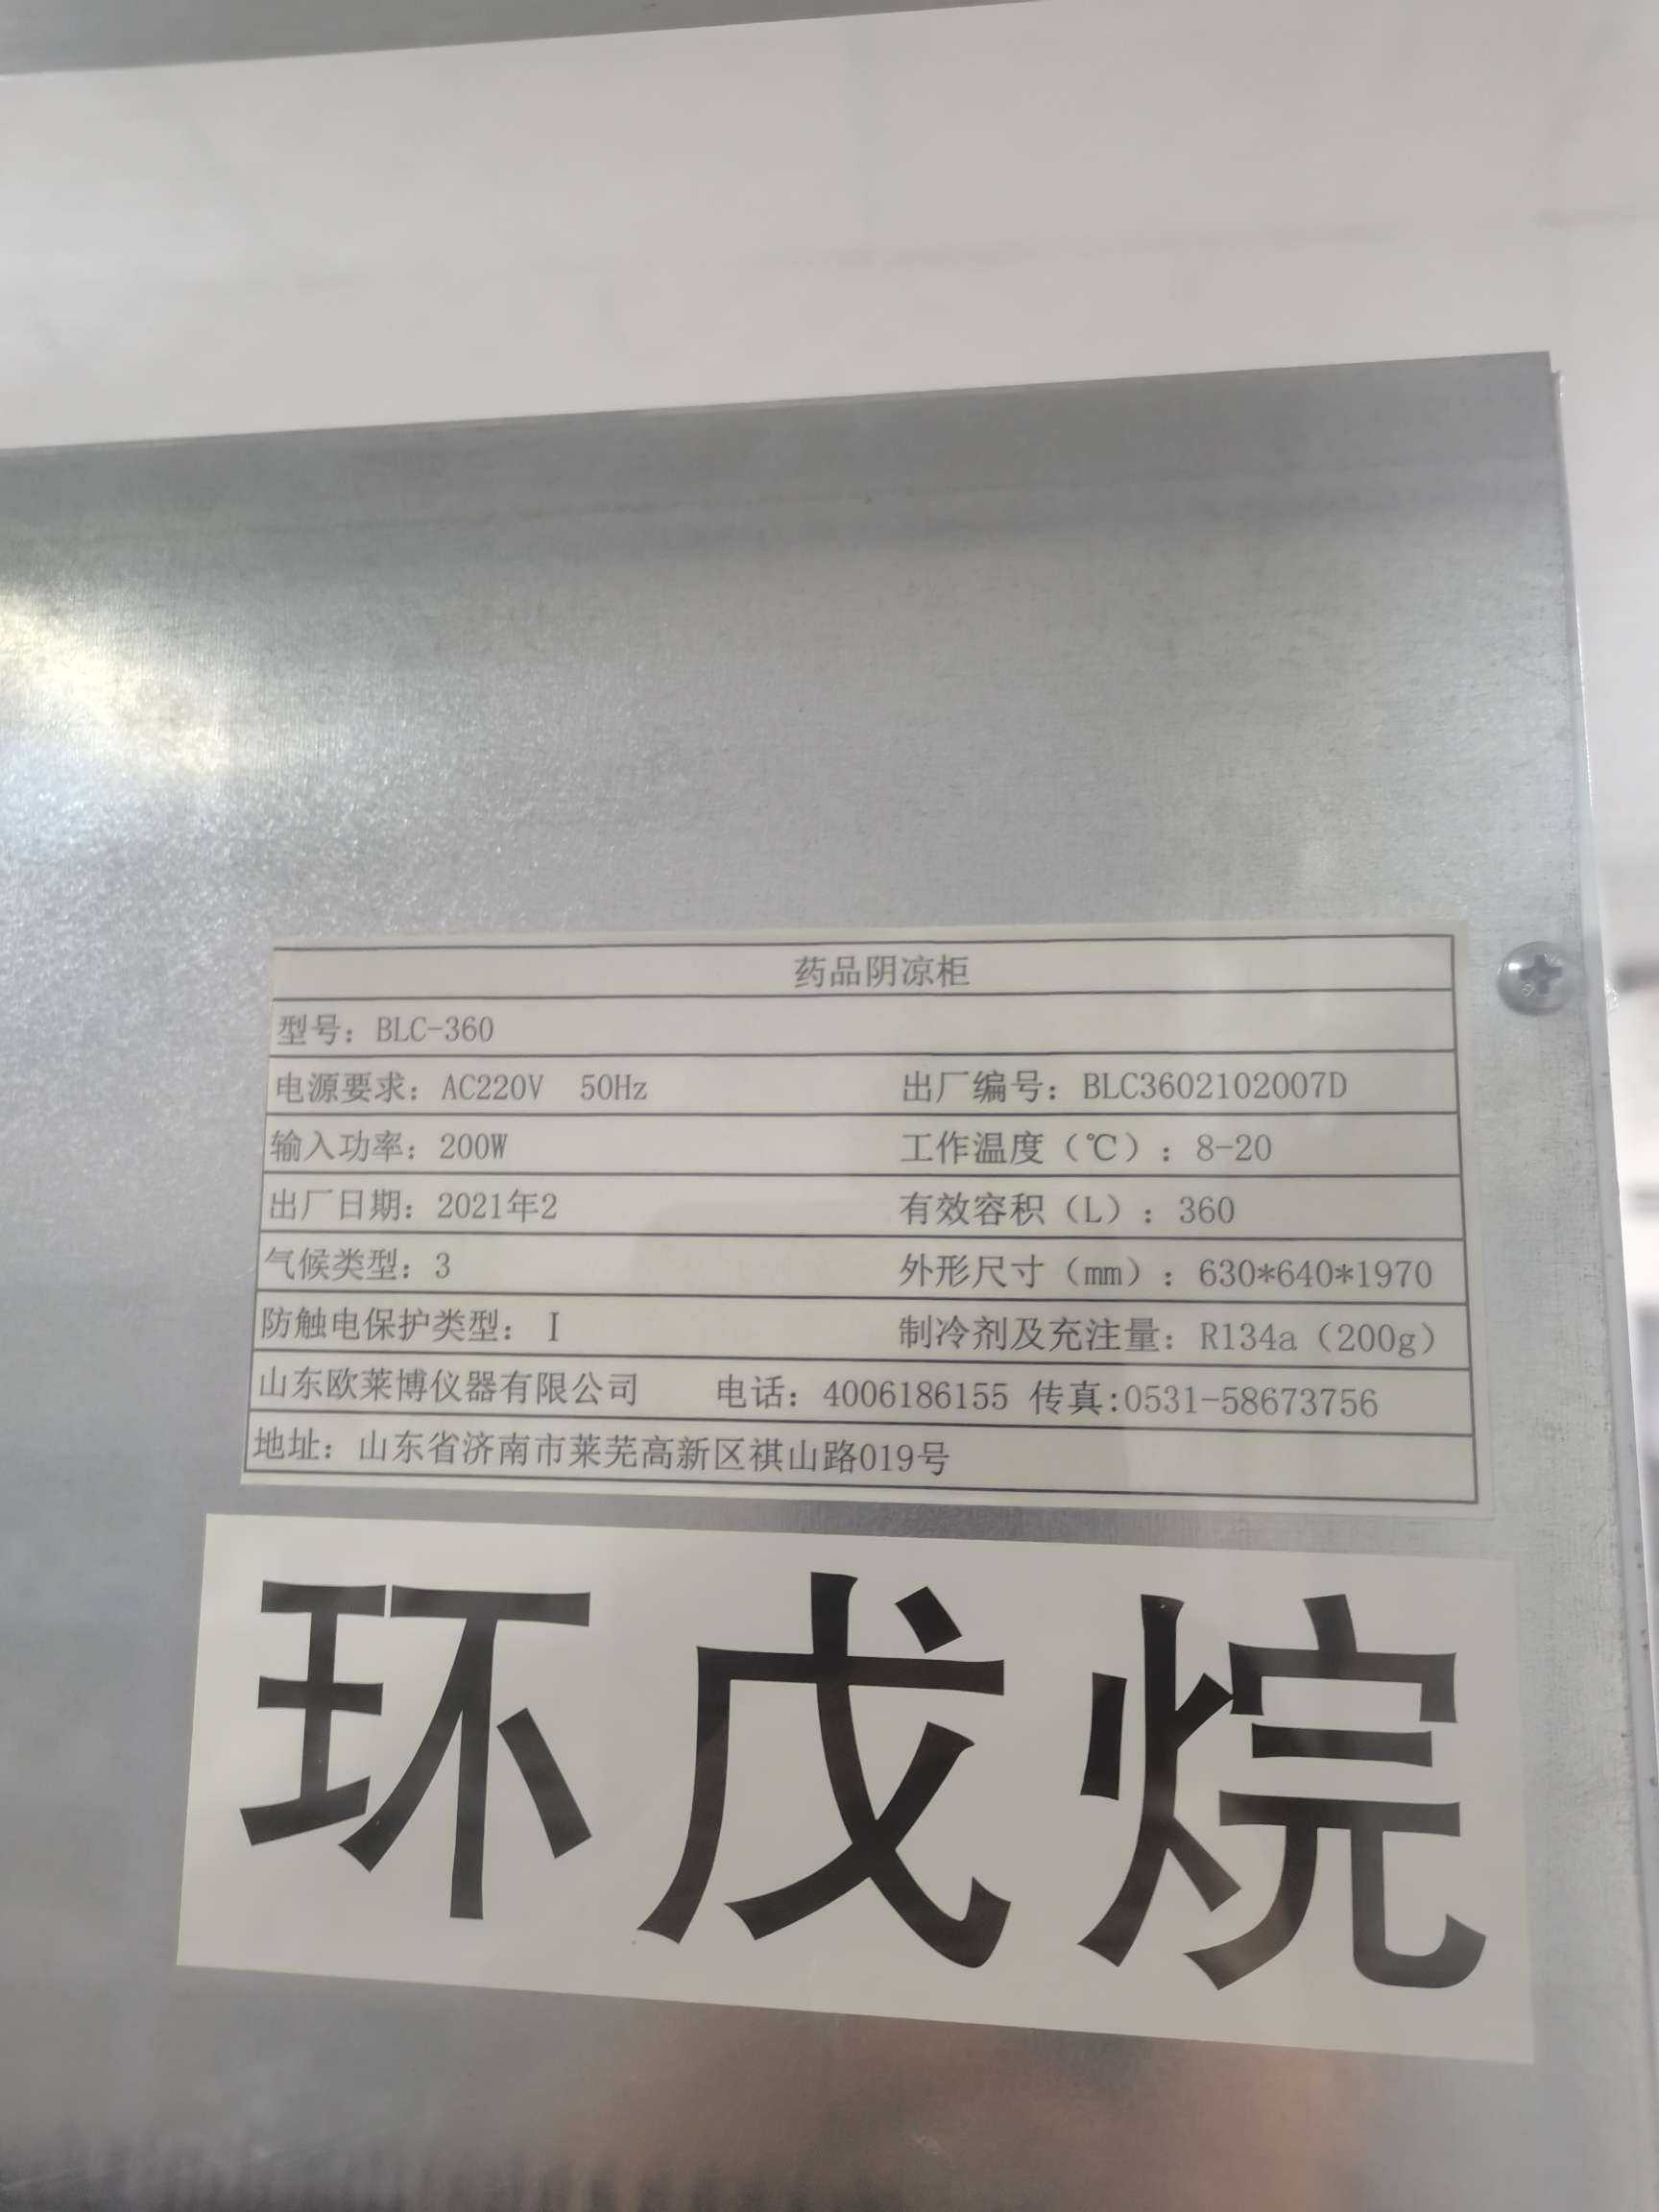 药品阴凉柜
型号：BLC-360
电源要求：AC220V 50Hz 出厂编号：BLC3602102007D
输入功率：200W 工作温度（℃）：8-20
出厂日期：2021年2 有效容积（L）：360
气候类型：3 外形尺寸（mm）：630*640*1970
防触电保护类型：Ⅰ 制冷剂及充注量：R134a（200g）
山东欧莱博仪器有限公司 电话：4006186155 传真:0531-58673756
地址：山东省济南市莱芜高新区祺山路019号
环戊烷